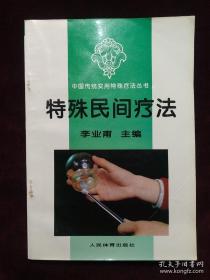 中国传统实用特殊疗法丛书
特殊民间疗法
李业甫 主编
人民体育出版社